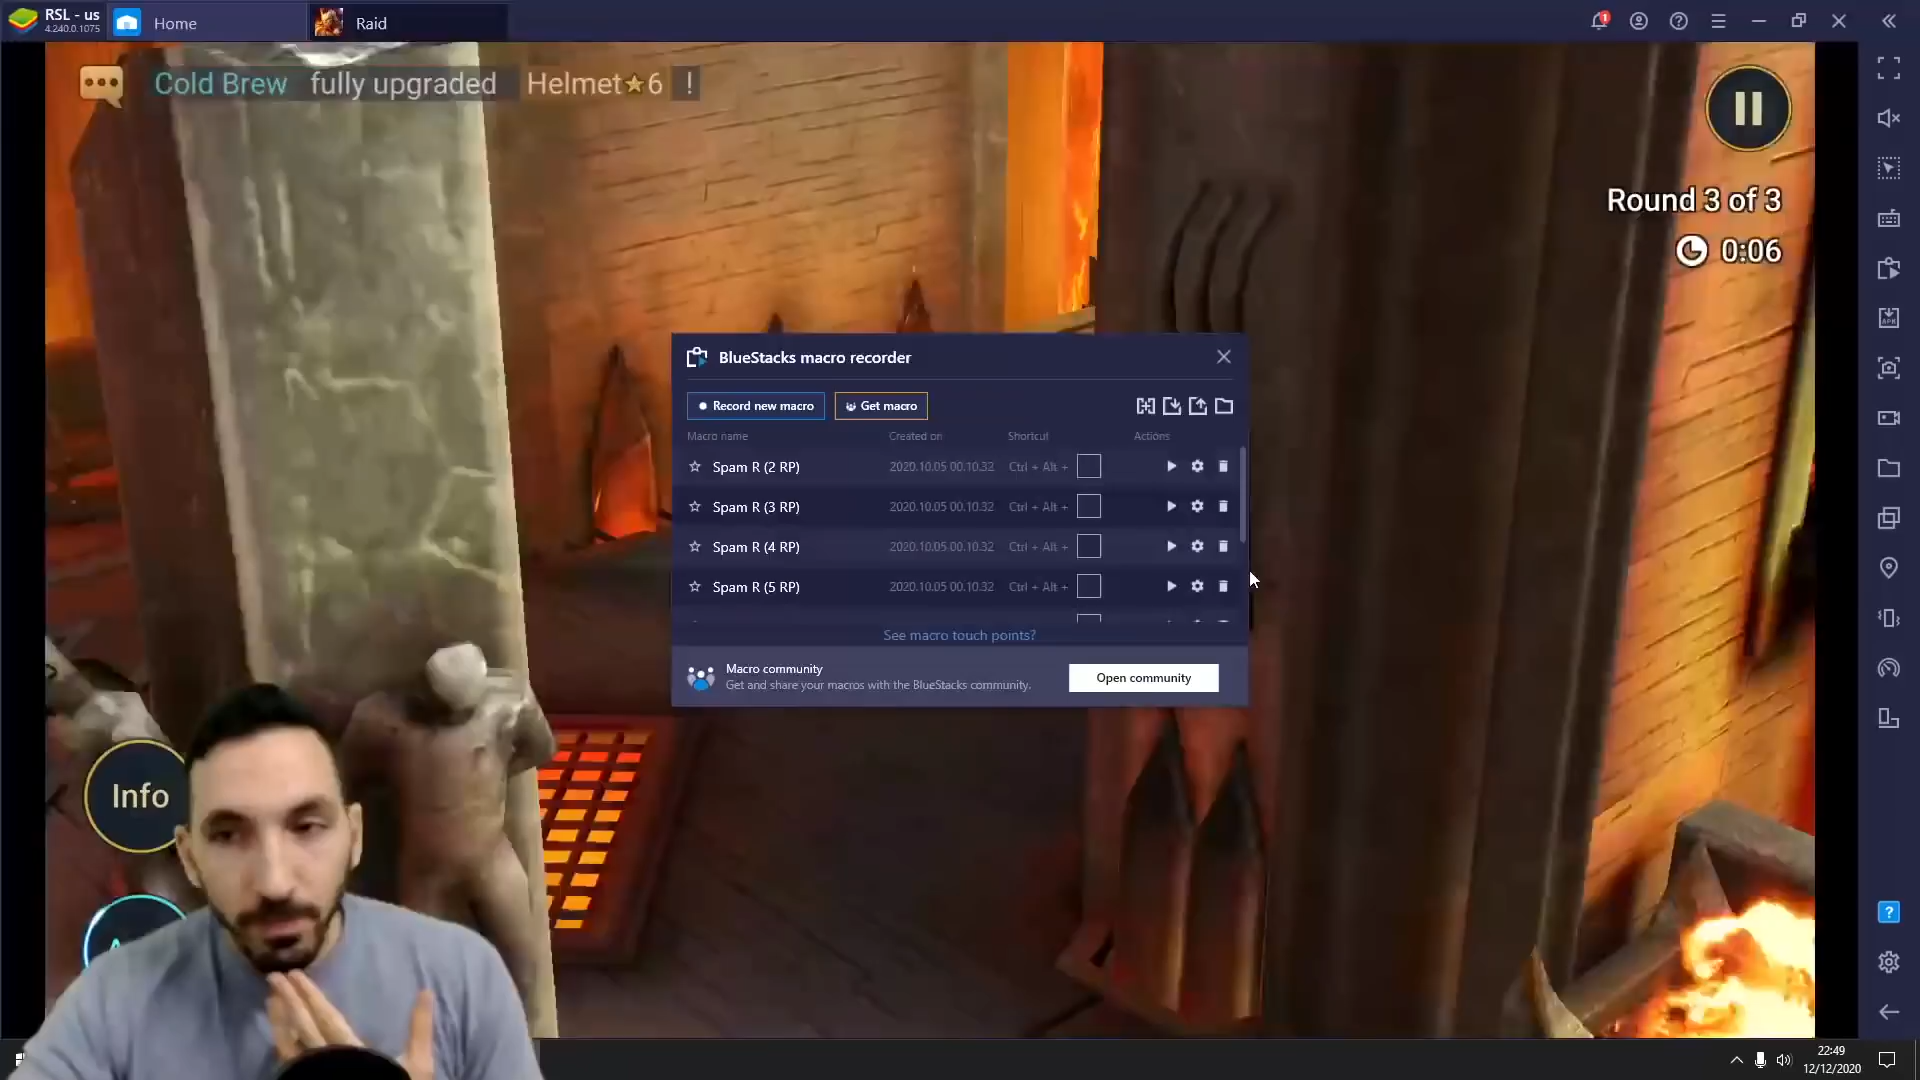 RSL - us
4.240.0.1075
Home
Raid
Cold Brew fully upgraded Helmet★6 !
Round 3 of 3
0:06
BlueStacks macro recorder
Record new macro
Get macro
Macro name Created on Shortcut Actions
Spam R (2 RP) 2020.10.05 00.10.32 Ctrl + Alt +
Spam R (3 RP) 2020.10.05 00.10.32 Ctrl + Alt +
Spam R (4 RP) 2020.10.05 00.10.32 Ctrl + Alt +
Spam R (5 RP) 2020.10.05 00.10.32 Ctrl + Alt +
See macro touch points?
Macro community
Get and share your macros with the BlueStacks community.
Open community
Info
22:49
12/12/2020